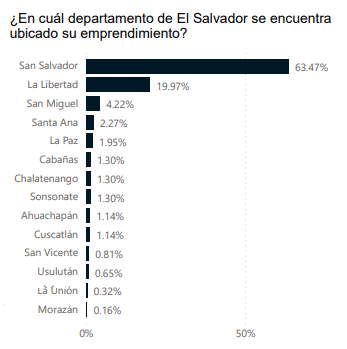 ¿En cuál departamento de El Salvador se encuentra
ubicado su emprendimiento?
San Salvador 63.47%
La Libertad 19.97%
San Miguel 4.22%
Santa Ana 2.27%
La Paz 1.95%
Cabañas 1.30%
Chalatenango 1.30%
Sonsonate 1.30%
Ahuachapán 1.14%
Cuscatlán 1.14%
San Vicente 0.81%
Usulután 0.65%
La Unión 0.32%
Morazán 0.16%
0% 50%